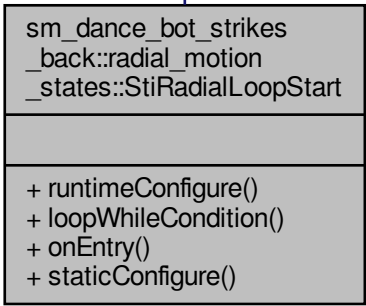 sm_dance_bot_strikes
_back::radial_motion
_states::StiRadialLoopStart
+ runtimeConfigure()
+ loopWhileCondition()
+ onEntry()
+ staticConfigure()